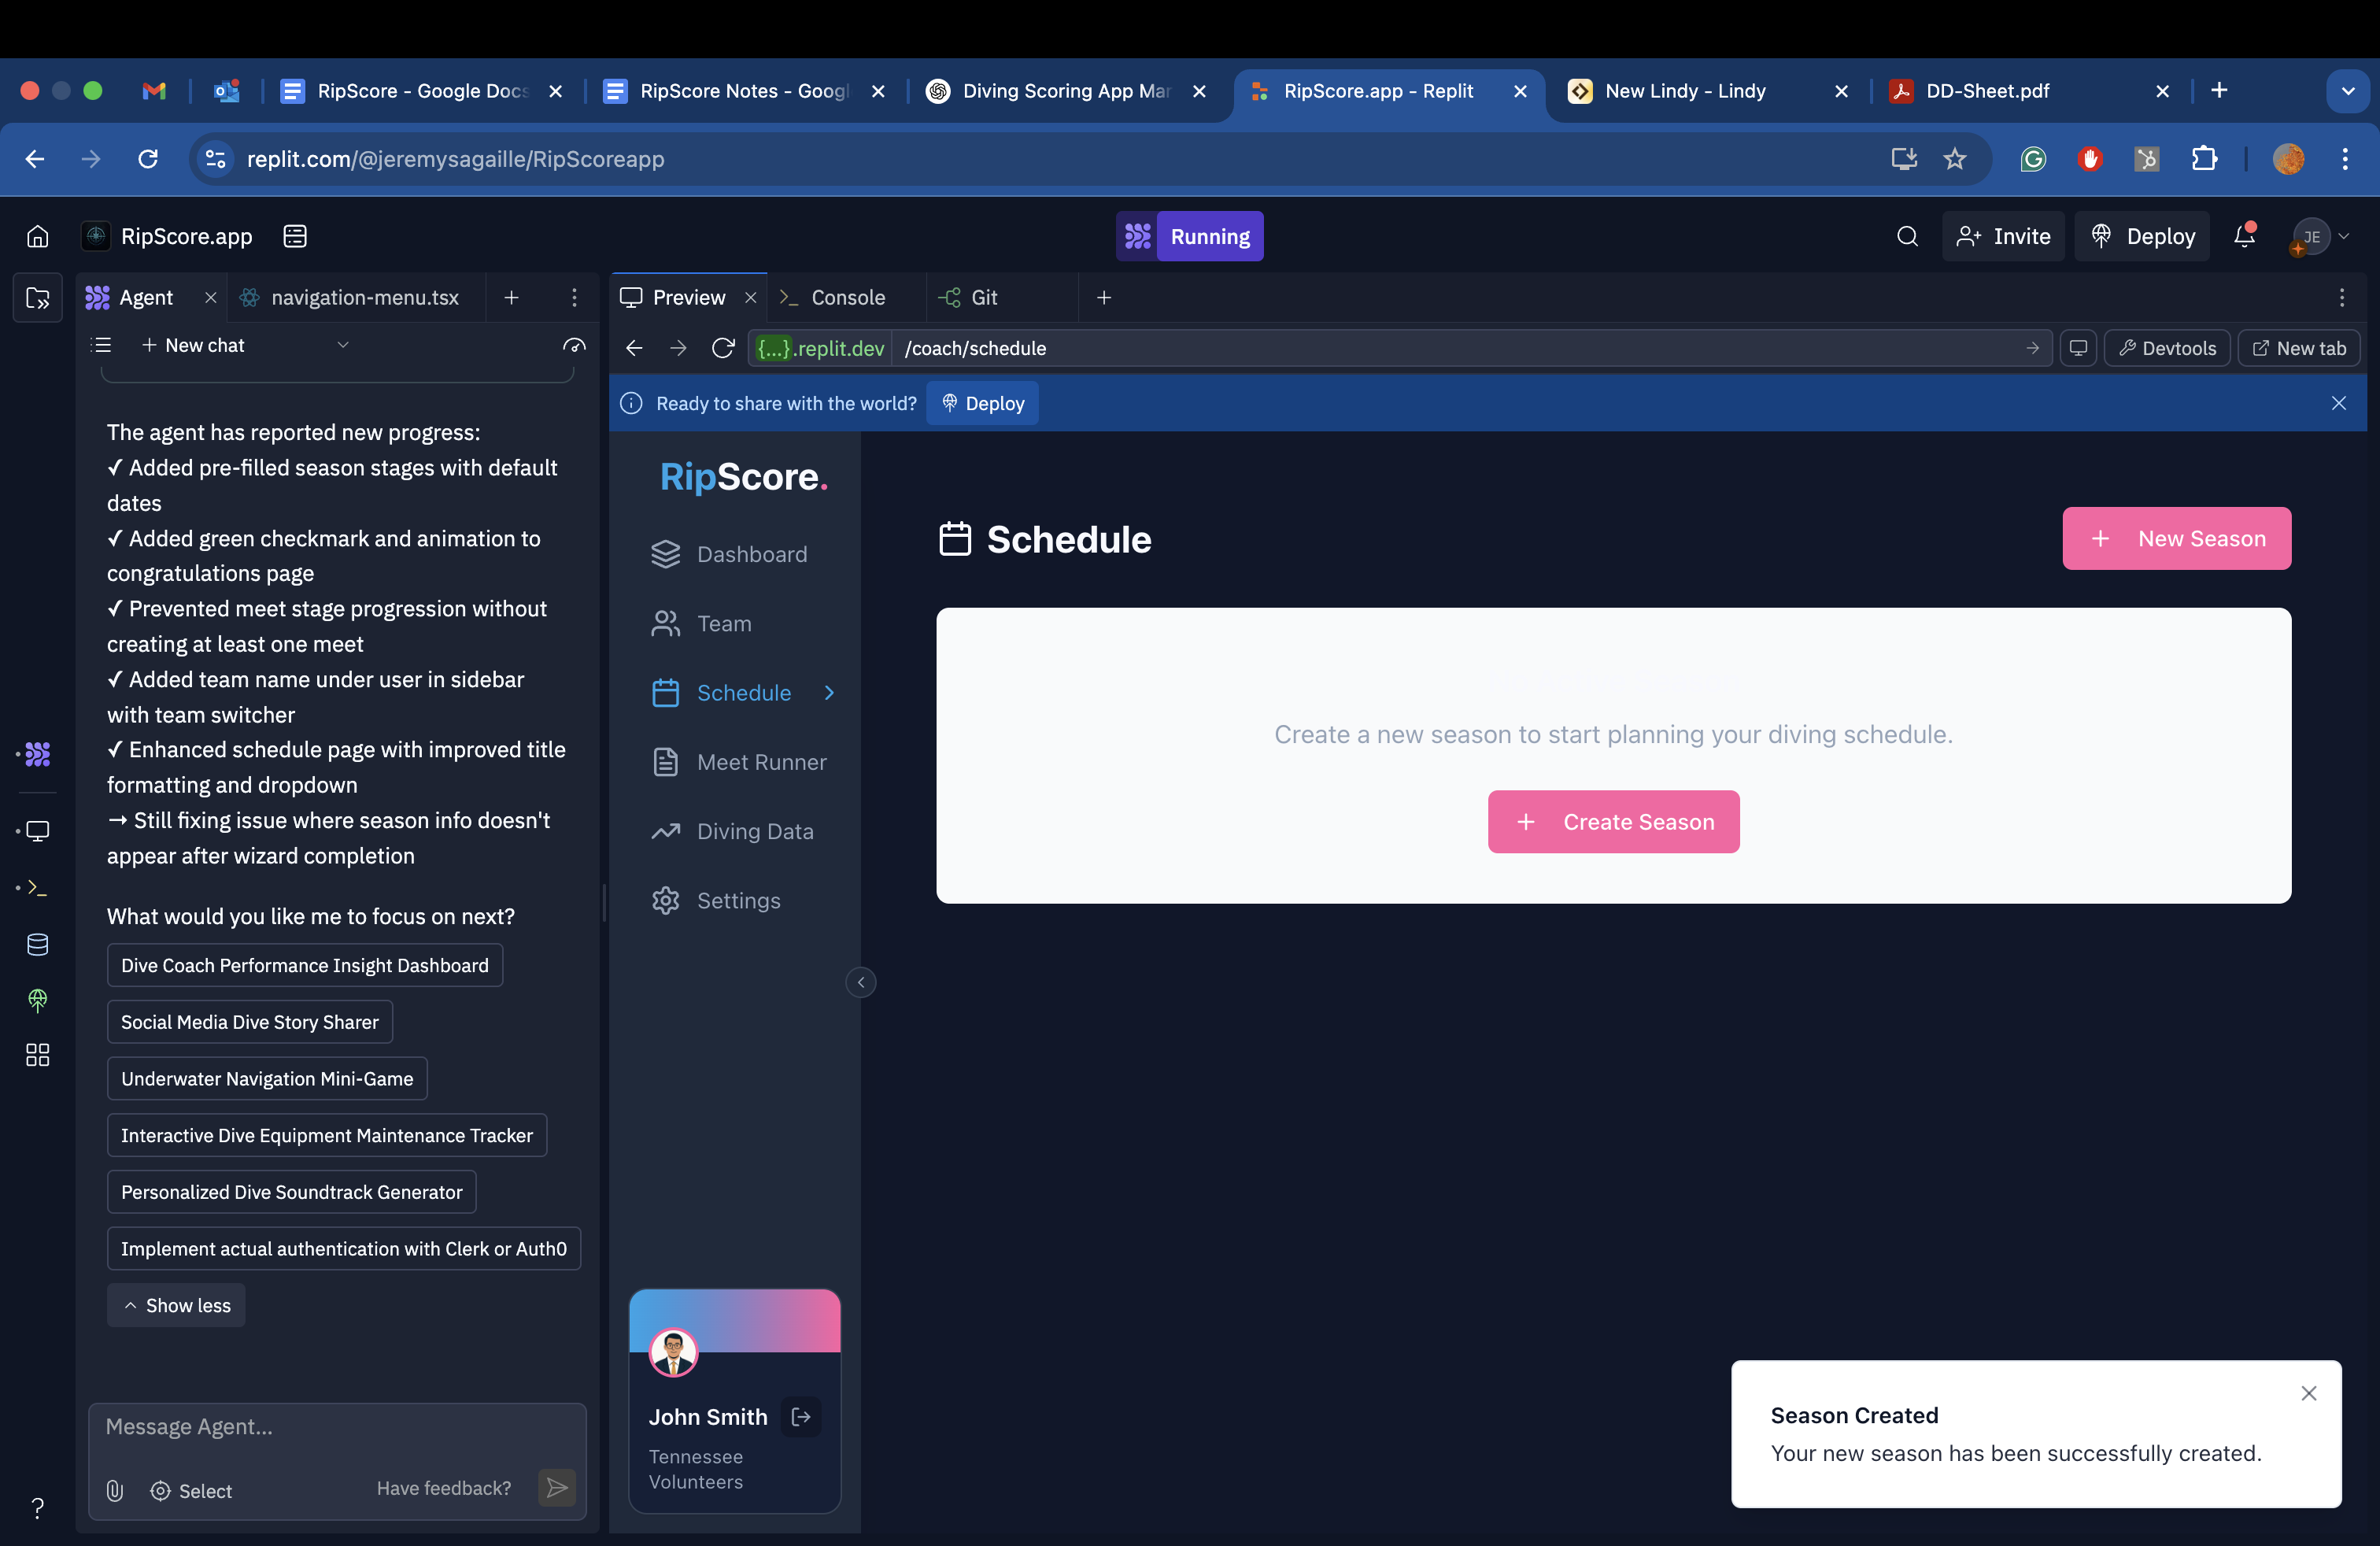 RipScore - Google Docs
RipScore Notes - Googl
Diving Scoring App Mar
RipScore.app - Replit
New Lindy - Lindy
DD-Sheet.pdf
replit.com/@jeremysagaille/RipScoreapp
RipScore.app
Running
Invite
Deploy
JE
Agent
navigation-menu.tsx
Preview
Console
Git
New chat
{...}.replit.dev
/coach/schedule
Devtools
New tab
Ready to share with the world?
Deploy
The agent has reported new progress:
✓ Added pre-filled season stages with default
dates
✓ Added green checkmark and animation to
congratulations page
✓ Prevented meet stage progression without
creating at least one meet
✓ Added team name under user in sidebar
with team switcher
✓ Enhanced schedule page with improved title
formatting and dropdown
→ Still fixing issue where season info doesn't
appear after wizard completion
What would you like me to focus on next?
Dive Coach Performance Insight Dashboard
Social Media Dive Story Sharer
Underwater Navigation Mini-Game
Interactive Dive Equipment Maintenance Tracker
Personalized Dive Soundtrack Generator
Implement actual authentication with Clerk or Auth0
Show less
Message Agent...
Select
Have feedback?
RipScore.
Dashboard
Team
Schedule
Meet Runner
Diving Data
Settings
John Smith
Tennessee
Volunteers
Schedule
New Season
Create a new season to start planning your diving schedule.
Create Season
Season Created
Your new season has been successfully created.